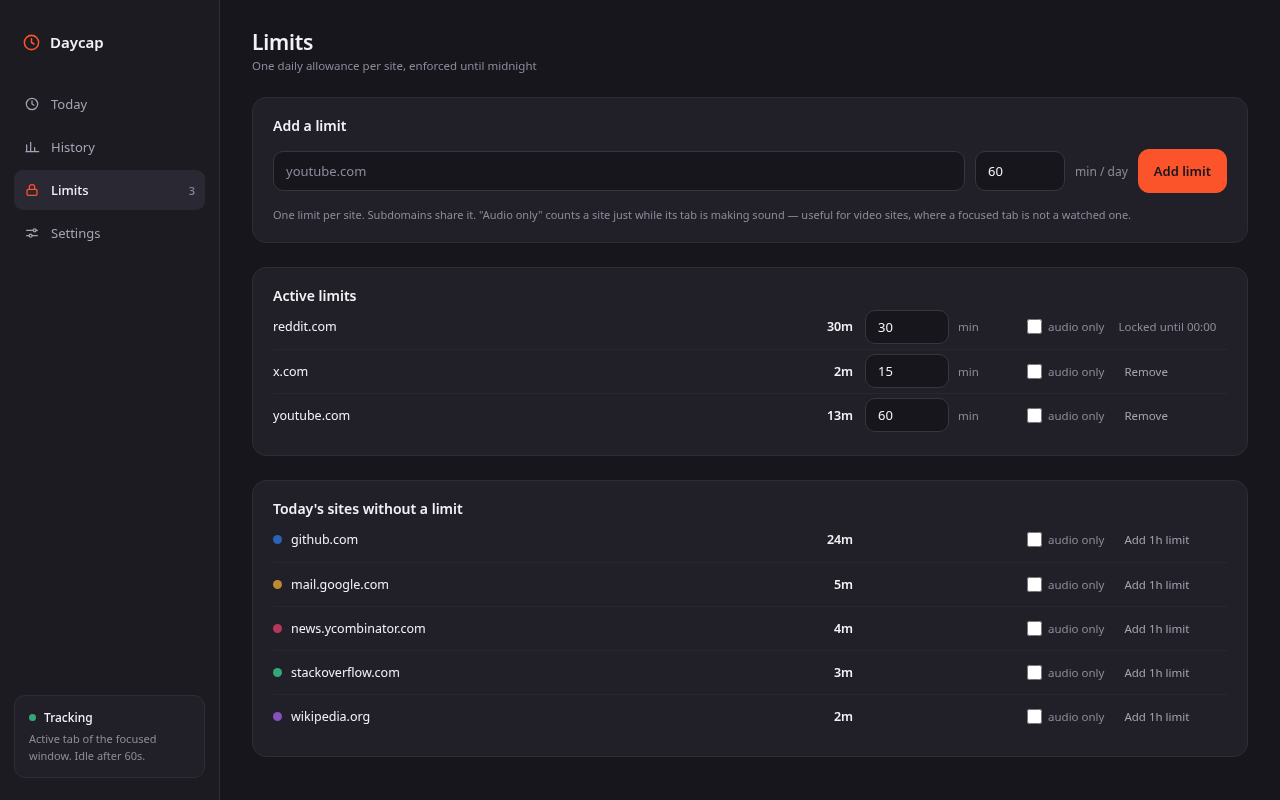 Daycap
Today
History
Limits 3
Settings
Tracking
Active tab of the focused
window. Idle after 60s.
Limits
One daily allowance per site, enforced until midnight
Add a limit
youtube.com 60 min / day Add limit
One limit per site. Subdomains share it. "Audio only" counts a site just while its tab is making sound — useful for video sites, where a focused tab is not a watched one.
Active limits
reddit.com 30m 30 min audio only Locked until 00:00
x.com 2m 15 min audio only Remove
youtube.com 13m 60 min audio only Remove
Today's sites without a limit
github.com 24m audio only Add 1h limit
mail.google.com 5m audio only Add 1h limit
news.ycombinator.com 4m audio only Add 1h limit
stackoverflow.com 3m audio only Add 1h limit
wikipedia.org 2m audio only Add 1h limit